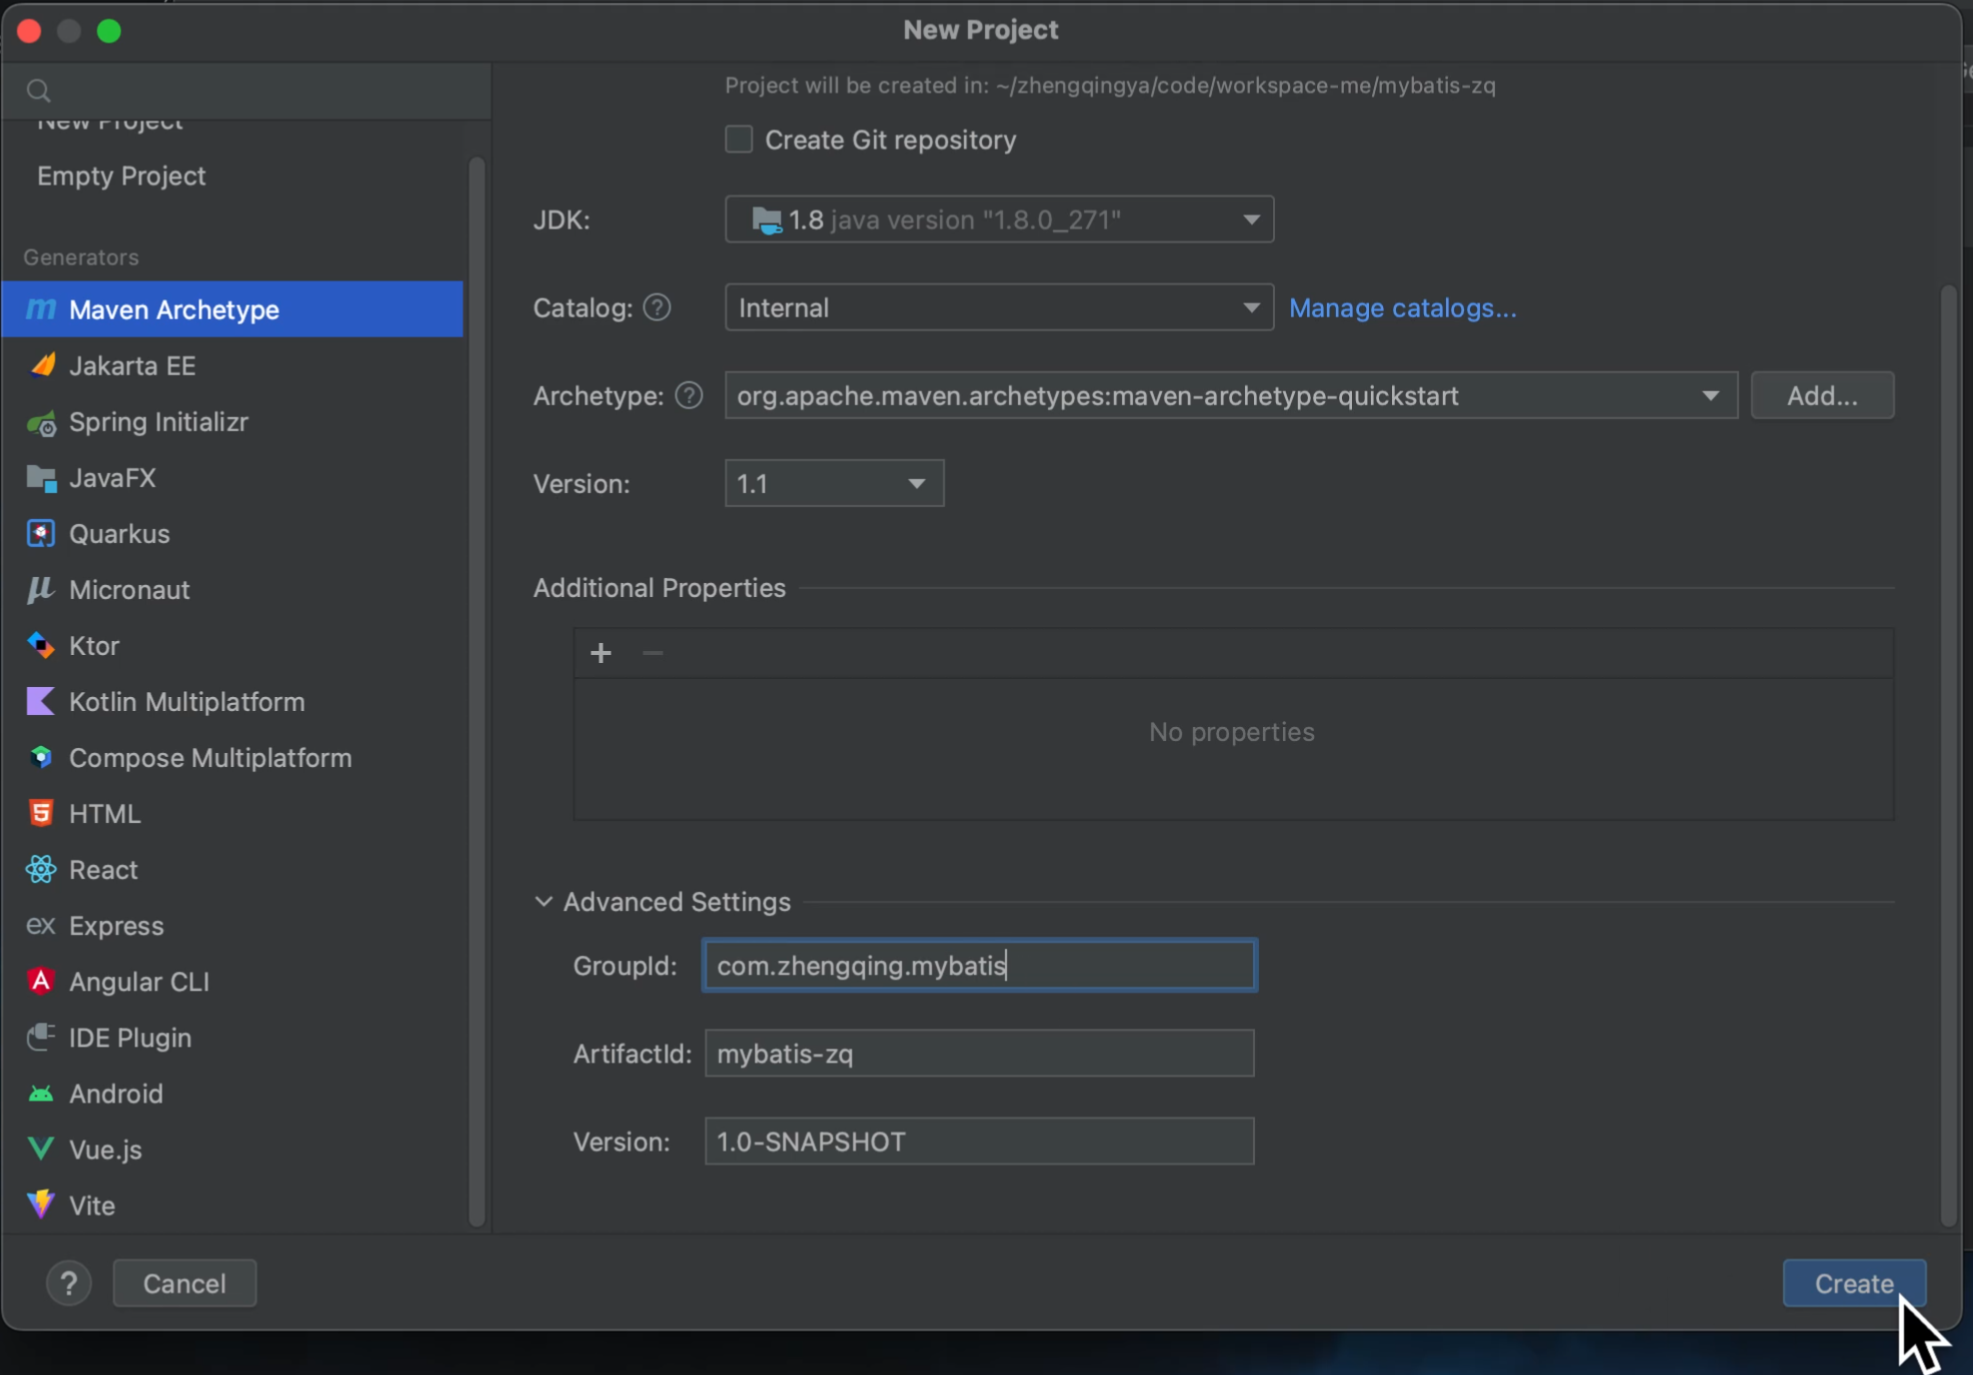 New Project
Project will be created in: ~/zhengqingya/code/workspace-me/mybatis-zq
Create Git repository
JDK: 1.8 java version "1.8.0_271"
Catalog: ? Internal Manage catalogs...
Archetype: ? org.apache.maven.archetypes:maven-archetype-quickstart Add...
Version: 1.1
Additional Properties
+ −
No properties
Advanced Settings
GroupId: com.zhengqing.mybatis
ArtifactId: mybatis-zq
Version: 1.0-SNAPSHOT
New Project
Empty Project
Generators
m Maven Archetype
Jakarta EE
Spring Initializr
JavaFX
Quarkus
μ Micronaut
Ktor
Kotlin Multiplatform
Compose Multiplatform
5 HTML
React
ex Express
A Angular CLI
IDE Plugin
Android
Vue.js
Vite
? Cancel Create